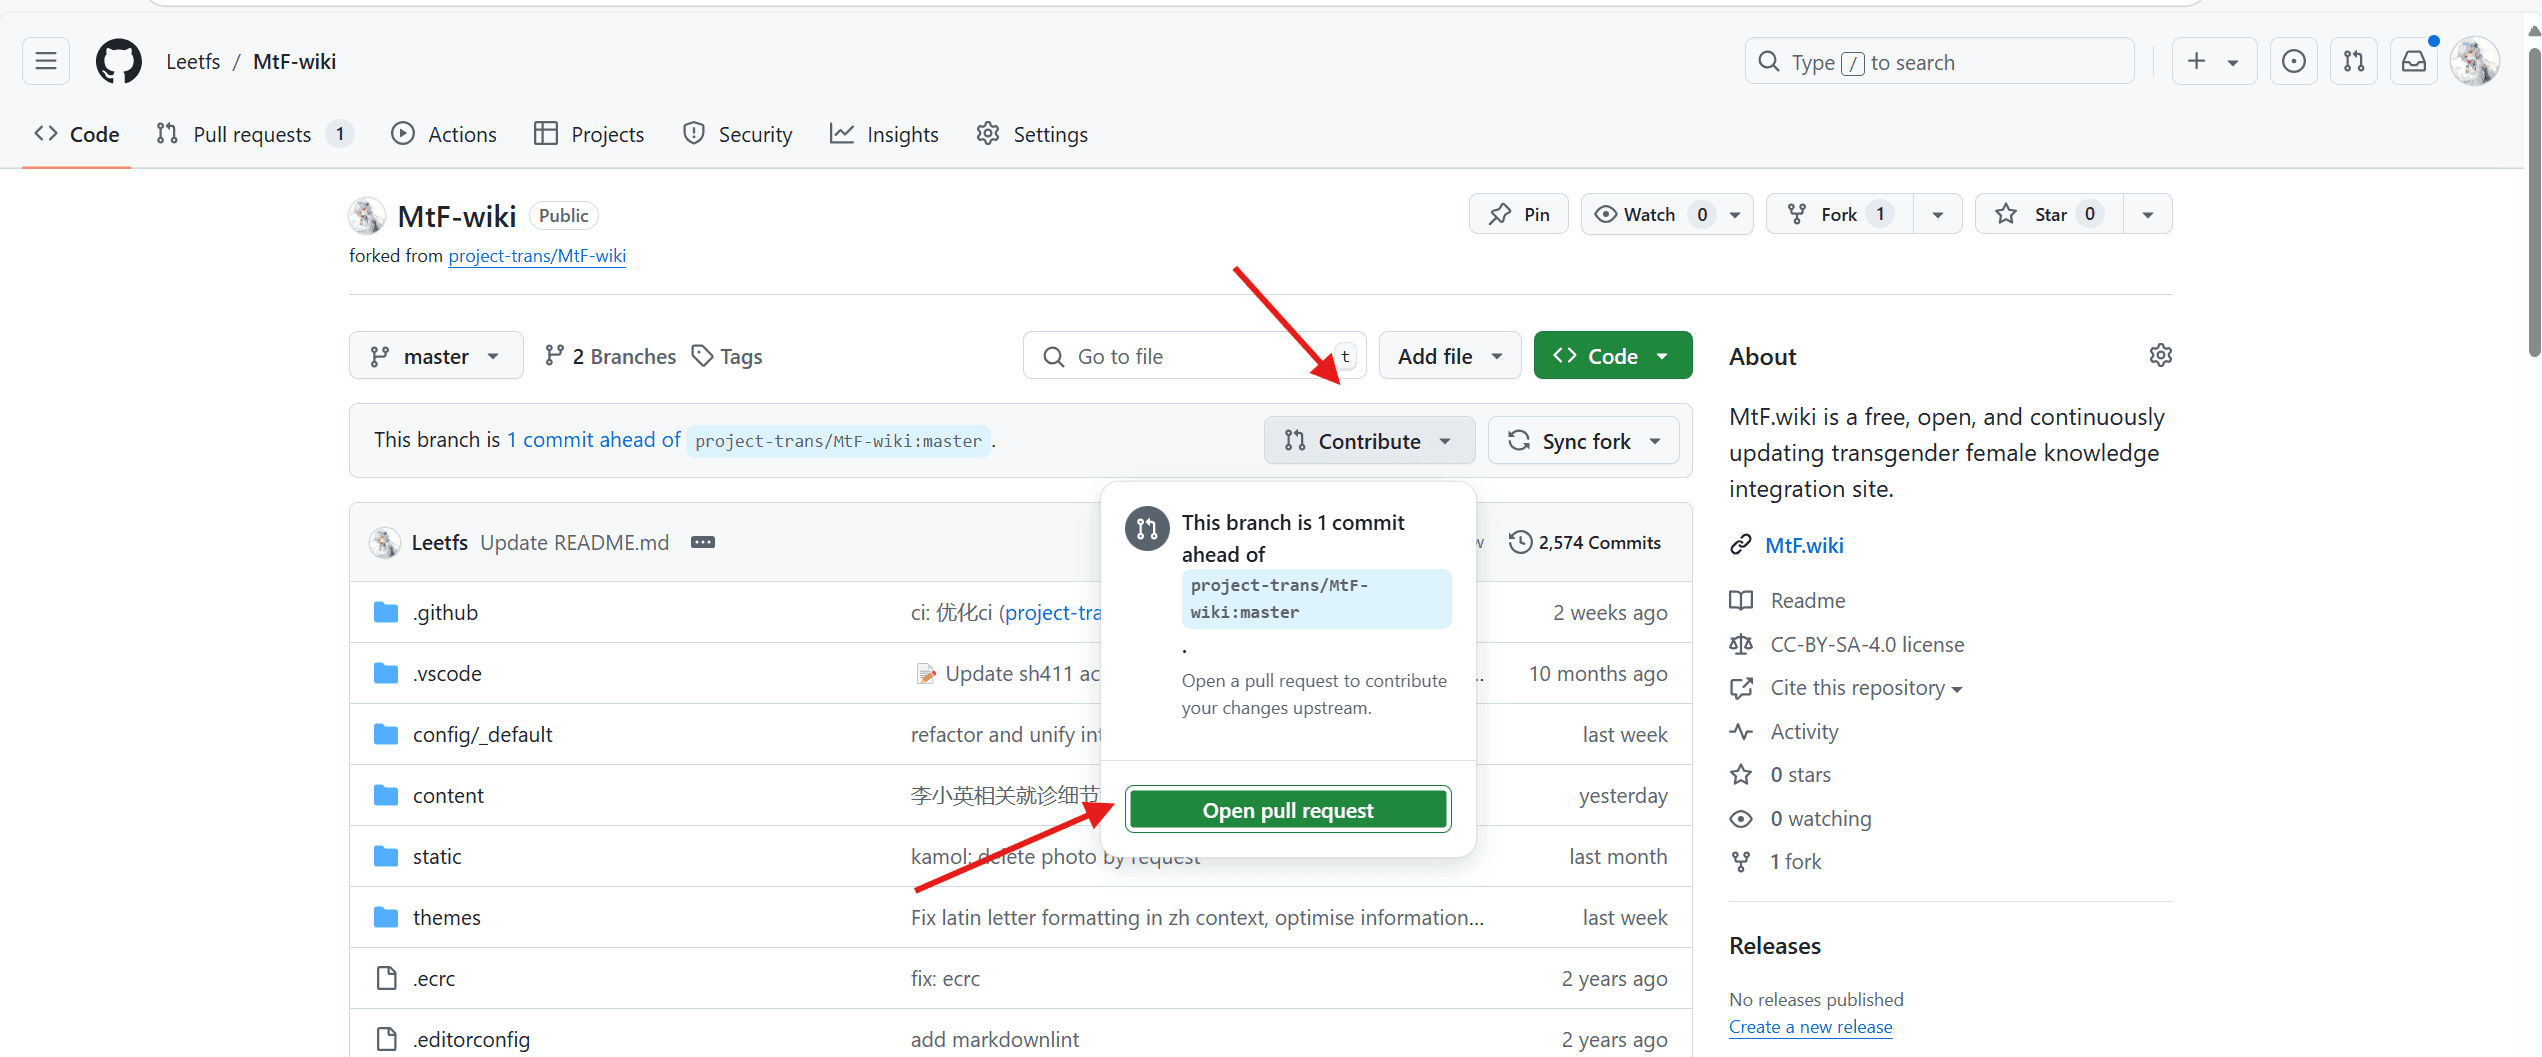 Leetfs / MtF-wiki
Type / to search
Code
Pull requests 1
Actions
Projects
Security
Insights
Settings
MtF-wiki Public
Pin
Watch 0
Fork 1
Star 0
forked from project-trans/MtF-wiki
master
2 Branches
Tags
Go to file t
Add file
Code
This branch is 1 commit ahead of project-trans/MtF-wiki:master .
Contribute
Sync fork
This branch is 1 commit
ahead of
project-trans/MtF-
wiki:master
.
Open a pull request to contribute
your changes upstream.
Open pull request
Leetfs Update README.md
2,574 Commits
.github ci: 优化ci (project-tra 2 weeks ago
.vscode 📝 Update sh411 ac .. 10 months ago
config/_default refactor and unify int last week
content 李小英相关就诊细节 yesterday
static kamol: delete photo by request last month
themes Fix latin letter formatting in zh context, optimise information... last week
.ecrc fix: ecrc 2 years ago
.editorconfig add markdownlint 2 years ago
About
MtF.wiki is a free, open, and continuously
updating transgender female knowledge
integration site.
MtF.wiki
Readme
CC-BY-SA-4.0 license
Cite this repository
Activity
0 stars
0 watching
1 fork
Releases
No releases published
Create a new release